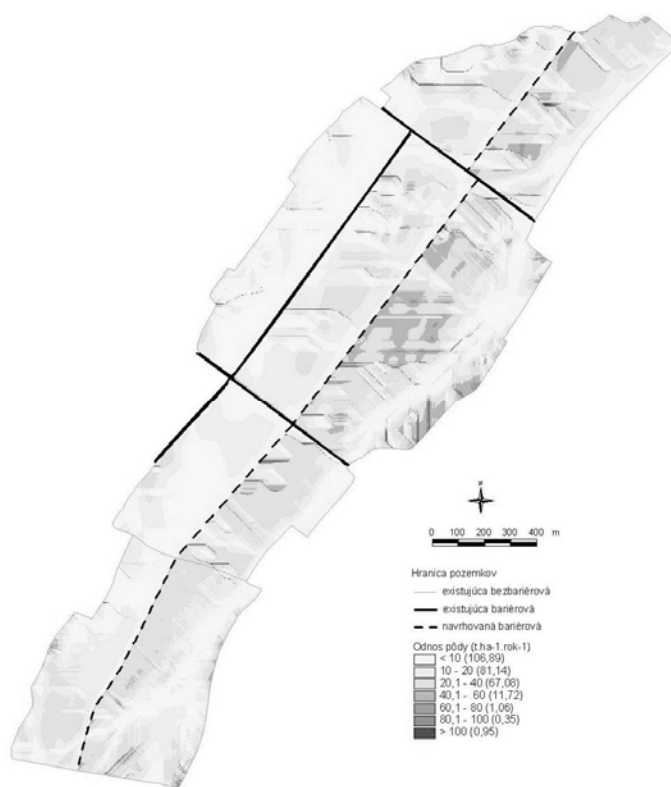 0 100 200 300 400 m
Hranica pozemkov
existujúca bezbariérová
existujúca bariérová
navrhovaná bariérová
Odnos pôdy (t.ha-1.rok-1)
< 10 (106,89)
10 - 20 (81,14)
20,1 - 40 (67,08)
40,1 - 60 (11,72)
60,1 - 80 (1,06)
80,1 - 100 (0,35)
> 100 (0,95)